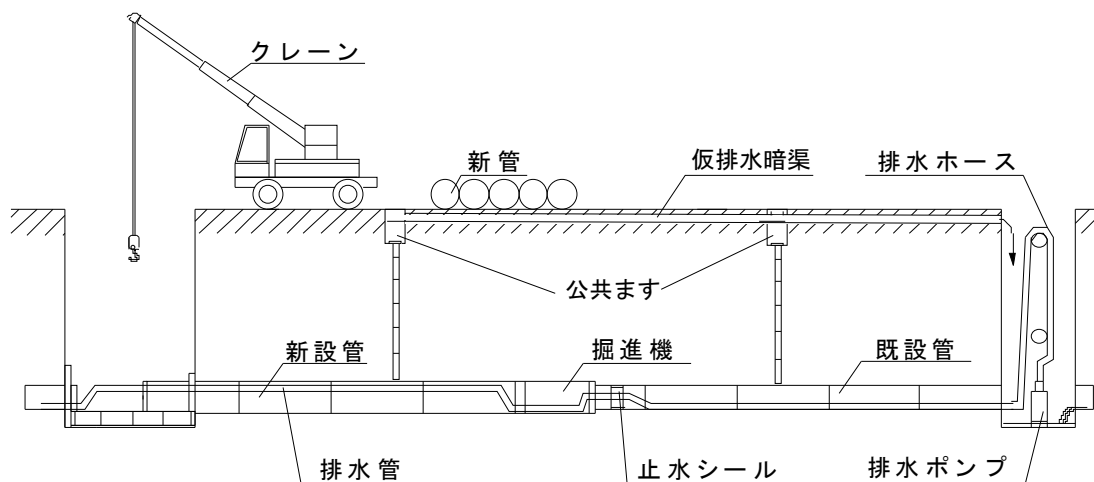 クレーン
新管
仮排水暗渠
排水ホース
公共ます
新設管
掘進機
既設管
排水管
止水シール
排水ポンプ